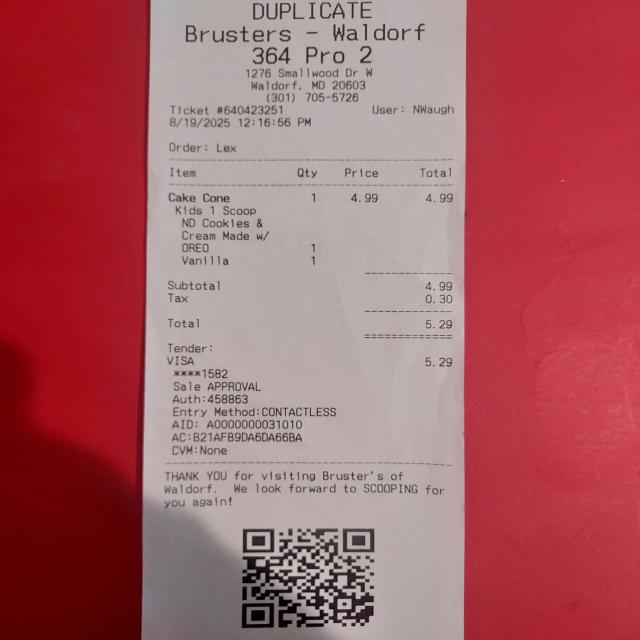 DUPLICATE
Brusters - Waldorf
364 Pro 2
1276 Smallwood Dr W
Waldorf, MD 20603
(301) 705-5726
Ticket #640423251 User: NWaugh
8/19/2025 12:16:56 PM
Order: Lex
Item Qty Price Total
Cake Cone 1 4.99 4.99
Kids 1 Scoop
ND Cookies &
Cream Made w/
OREO 1
Vanilla 1
Subtotal 4.99
Tax 0.30
Total 5.29
Tender:
VISA 5.29
****1582
Sale APPROVAL
Auth:458863
Entry Method:CONTACTLESS
AID: A0000000031010
AC:B21AFB9DA6DA66BA
CVM:None
THANK YOU for visiting Bruster's of
Waldorf. We look forward to SCOOPING for
you again!